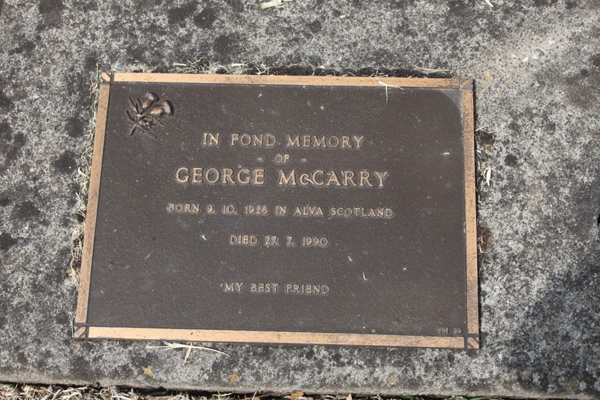 IN FOND MEMORY
- OF -
GEORGE McCARRY
BORN 9. 10. 1926 IN ALVA SCOTLAND
DIED 27. 7. 1990
'MY BEST FRIEND